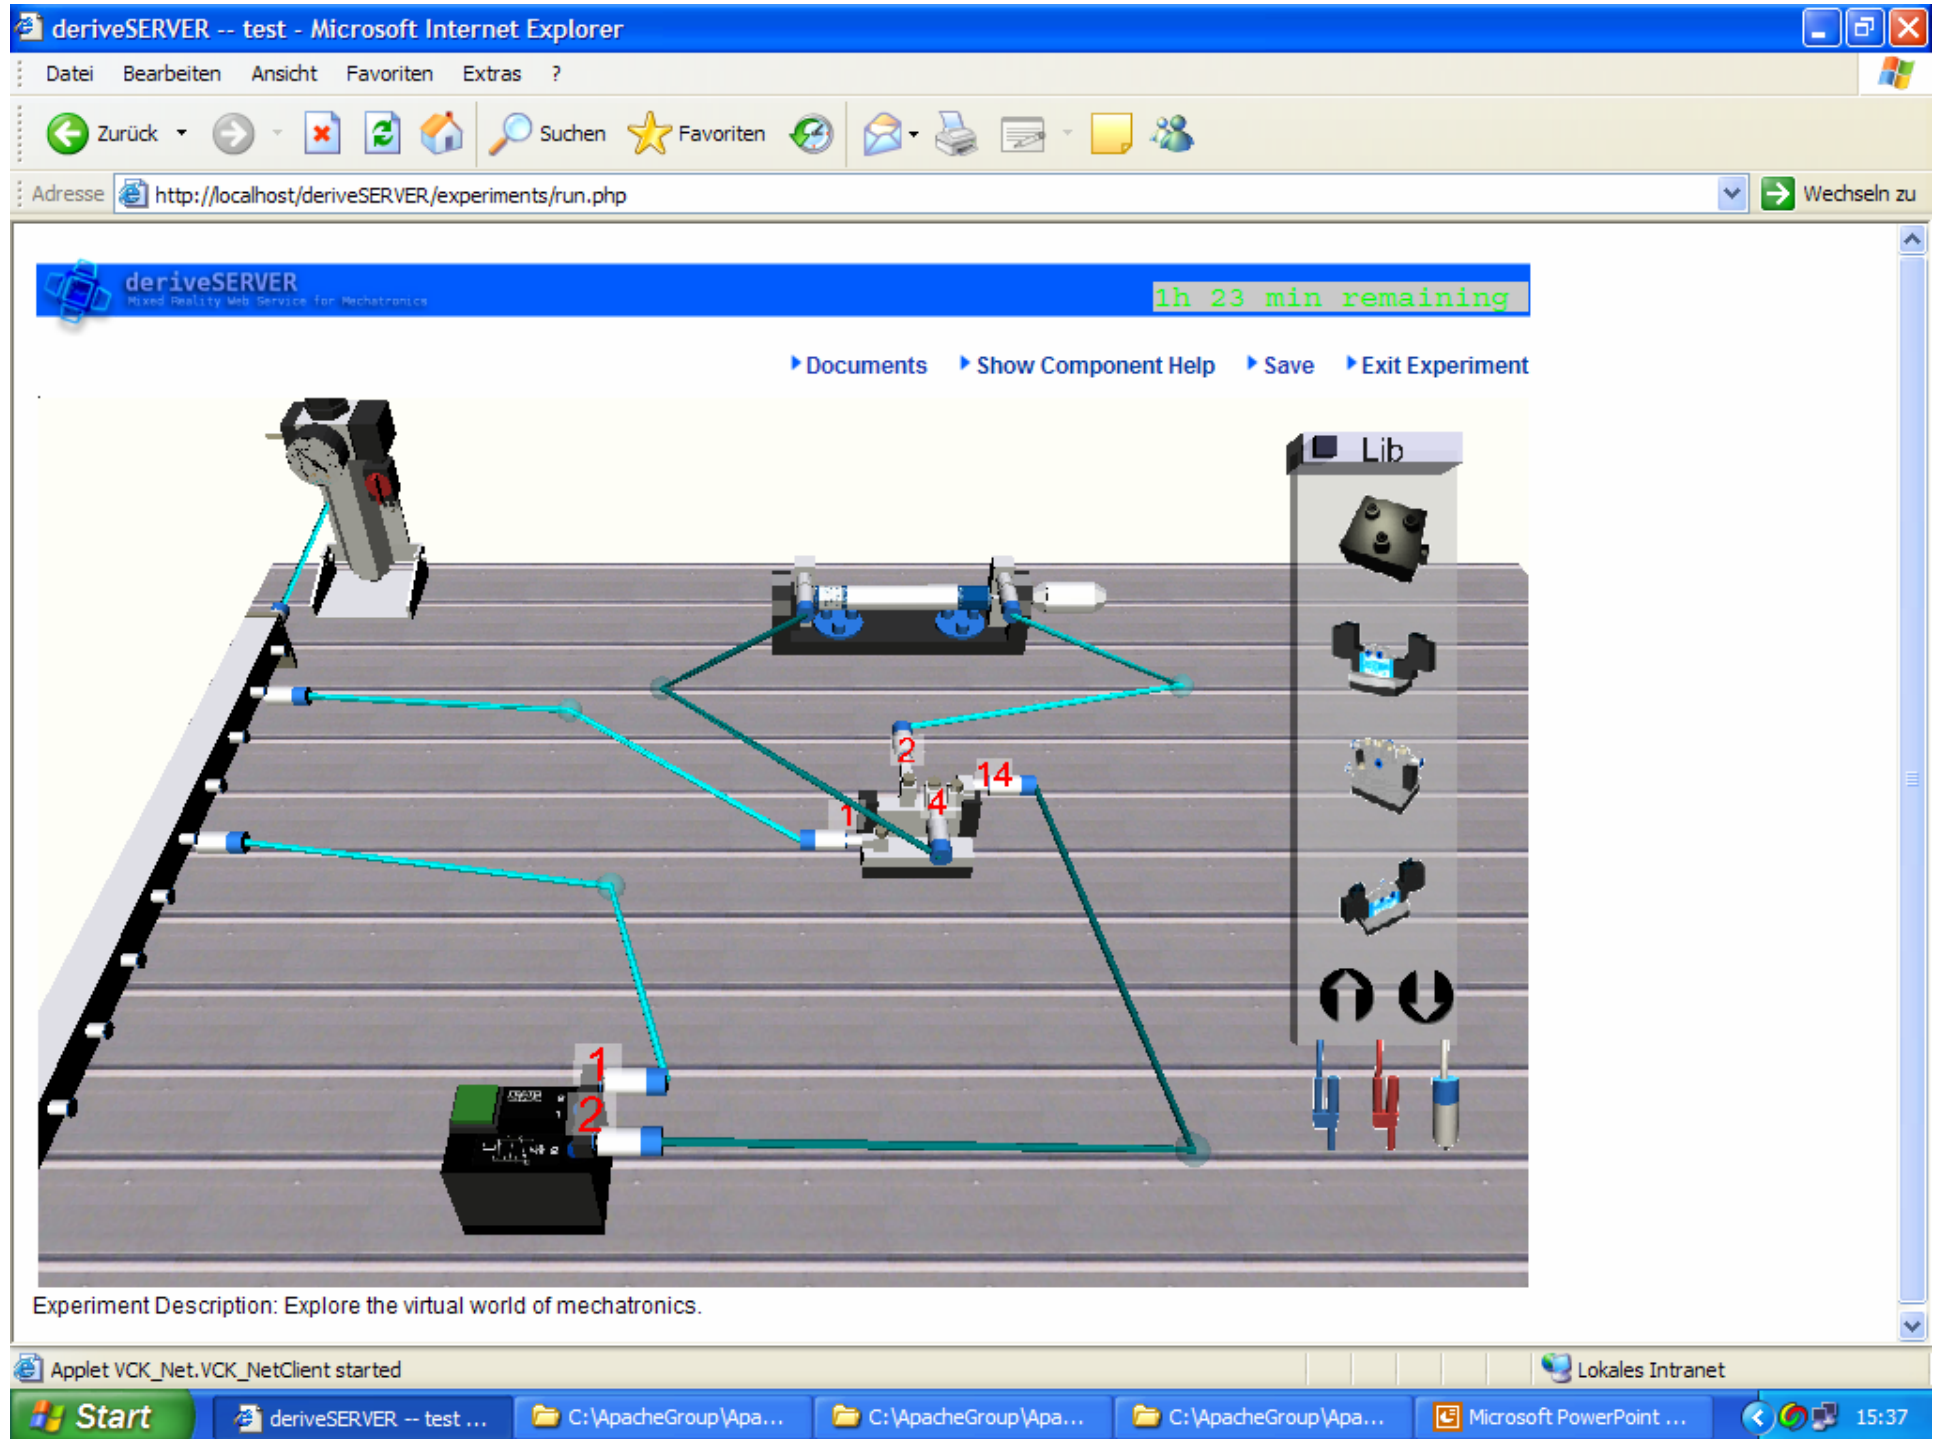 deriveSERVER -- test - Microsoft Internet Explorer
Datei Bearbeiten Ansicht Favoriten Extras ?
Zurück Suchen Favoriten
Adresse http://localhost/deriveSERVER/experiments/run.php Wechseln zu
deriveSERVER
Mixed Reality Web Service for Mechatronics
1h 23 min remaining
Documents Show Component Help Save Exit Experiment
Lib
2
14
4
1
1
2
Experiment Description: Explore the virtual world of mechatronics.
Applet VCK_Net.VCK_NetClient started Lokales Intranet
Start deriveSERVER -- test ... C:\ApacheGroup\Apa... C:\ApacheGroup\Apa... C:\ApacheGroup\Apa... Microsoft PowerPoint ... 15:37